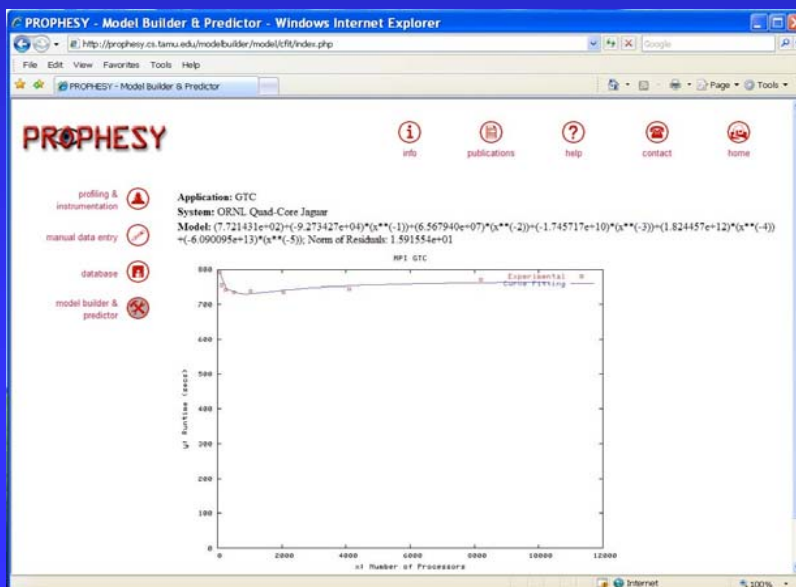 PROPHESY - Model Builder & Predictor - Windows Internet Explorer
http://prophesy.cs.tamu.edu/modelbuilder/model/cfit/index.php
Google
File Edit View Favorites Tools Help
PROPHESY - Model Builder & Predictor
Page Tools
PROPHESY
info publications help contact home
profiling &
instrumentation
manual data entry
database
model builder &
predictor
Application: GTC
System: ORNL Quad-Core Jaguar
Model: (7.721431e+02)+(-9.273427e+04)*(x**(-1))+(6.567940e+07)*(x**(-2))+(-1.745717e+10)*(x**(-3))+(1.824457e+12)*(x**(-4))
+(-6.090095e+13)*(x**(-5)); Norm of Residuals: 1.591554e+01
MPI GTC
Experimental
Curve Fitting
800
700
600
500
400
300
200
100
0
y: Runtime (secs)
0 2000 4000 6000 8000 10000 12000
x: Number of Processors
Internet
100%